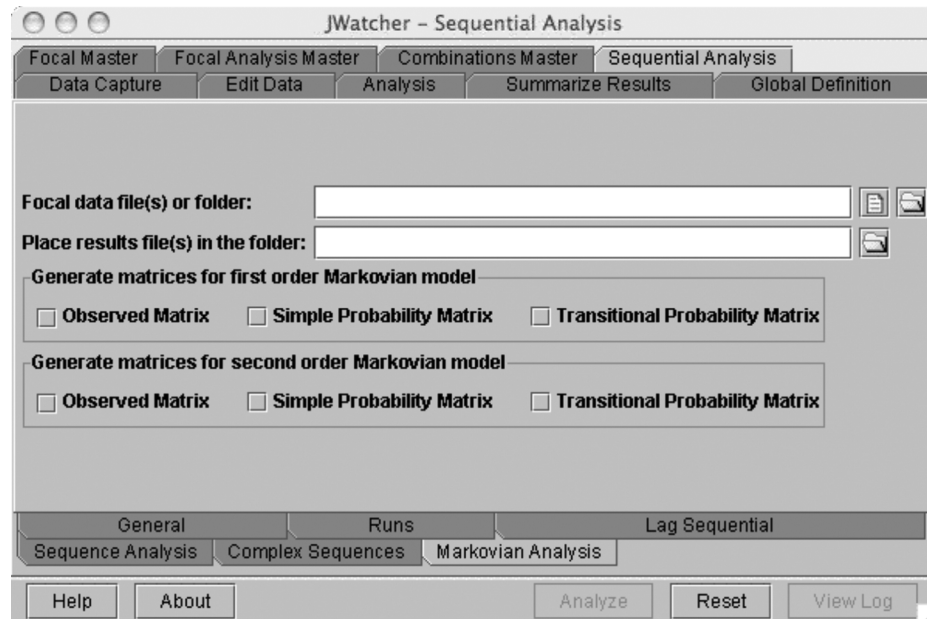 JWatcher – Sequential Analysis
Focal Master Focal Analysis Master Combinations Master Sequential Analysis
Data Capture Edit Data Analysis Summarize Results Global Definition
Focal data file(s) or folder:
Place results file(s) in the folder:
Generate matrices for first order Markovian model
Observed Matrix Simple Probability Matrix Transitional Probability Matrix
Generate matrices for second order Markovian model
Observed Matrix Simple Probability Matrix Transitional Probability Matrix
General Runs Lag Sequential
Sequence Analysis Complex Sequences Markovian Analysis
Help About Analyze Reset View Log